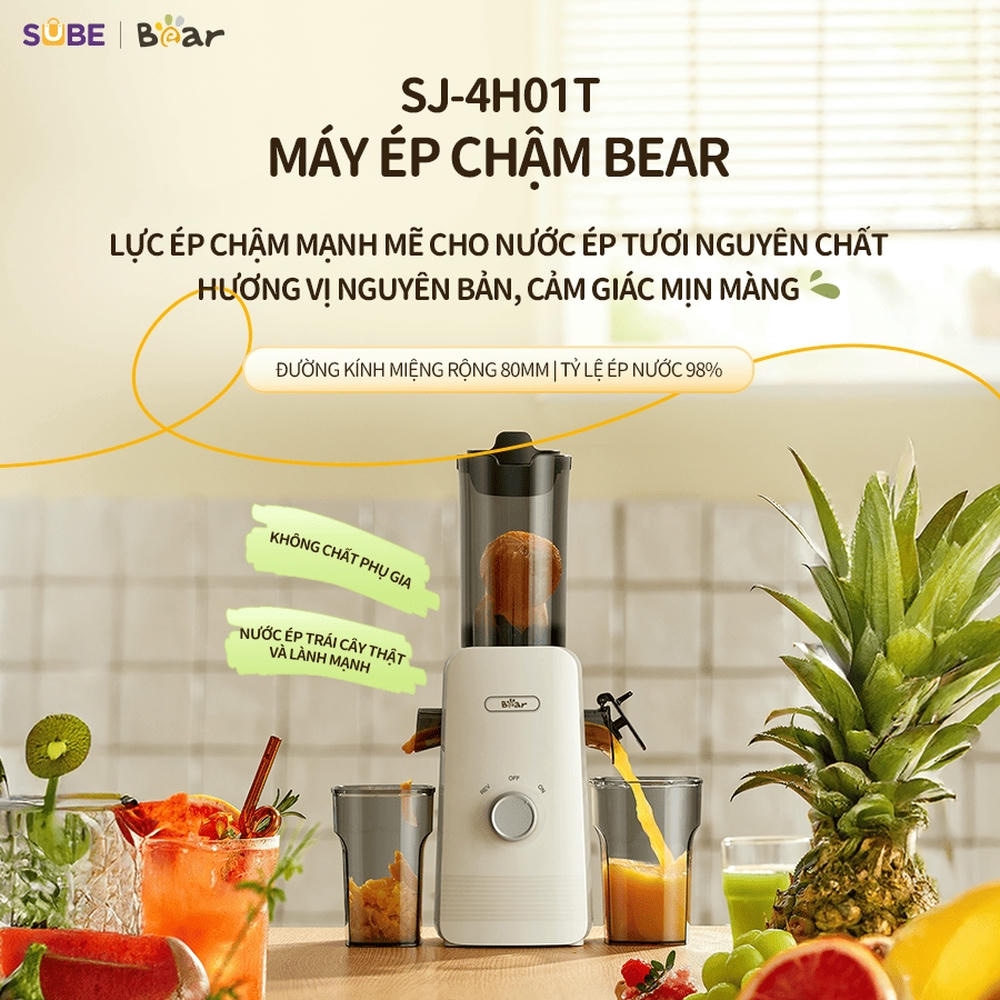 SUBE | Bear
SJ-4H01T
MÁY ÉP CHẬM BEAR
LỰC ÉP CHẬM MẠNH MẼ CHO NƯỚC ÉP TƯƠI NGUYÊN CHẤT
HƯƠNG VỊ NGUYÊN BẢN, CẢM GIÁC MỊN MÀNG
ĐƯỜNG KÍNH MIỆNG RỘNG 80MM | TỶ LỆ ÉP NƯỚC 98%
KHÔNG CHẤT PHỤ GIA
NƯỚC ÉP TRÁI CÂY THẬT
VÀ LÀNH MẠNH
Bear
OFF
REV
ON